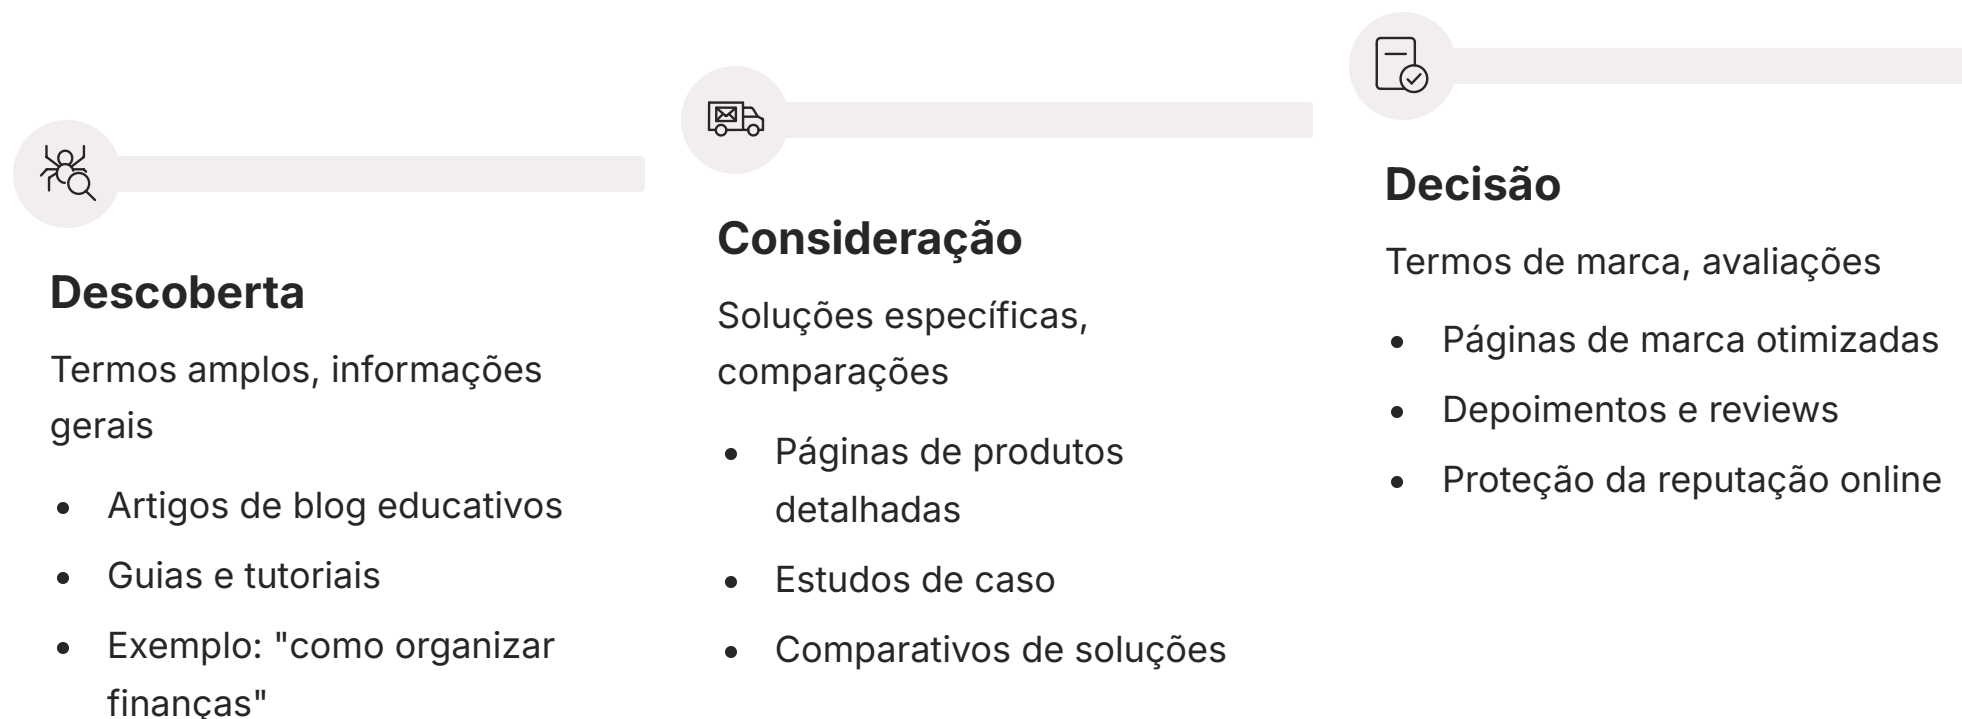 Descoberta
Termos amplos, informações
gerais
• Artigos de blog educativos
• Guias e tutoriais
• Exemplo: "como organizar
finanças"
Consideração
Soluções específicas,
comparações
• Páginas de produtos
detalhadas
• Estudos de caso
• Comparativos de soluções
Decisão
Termos de marca, avaliações
• Páginas de marca otimizadas
• Depoimentos e reviews
• Proteção da reputação online